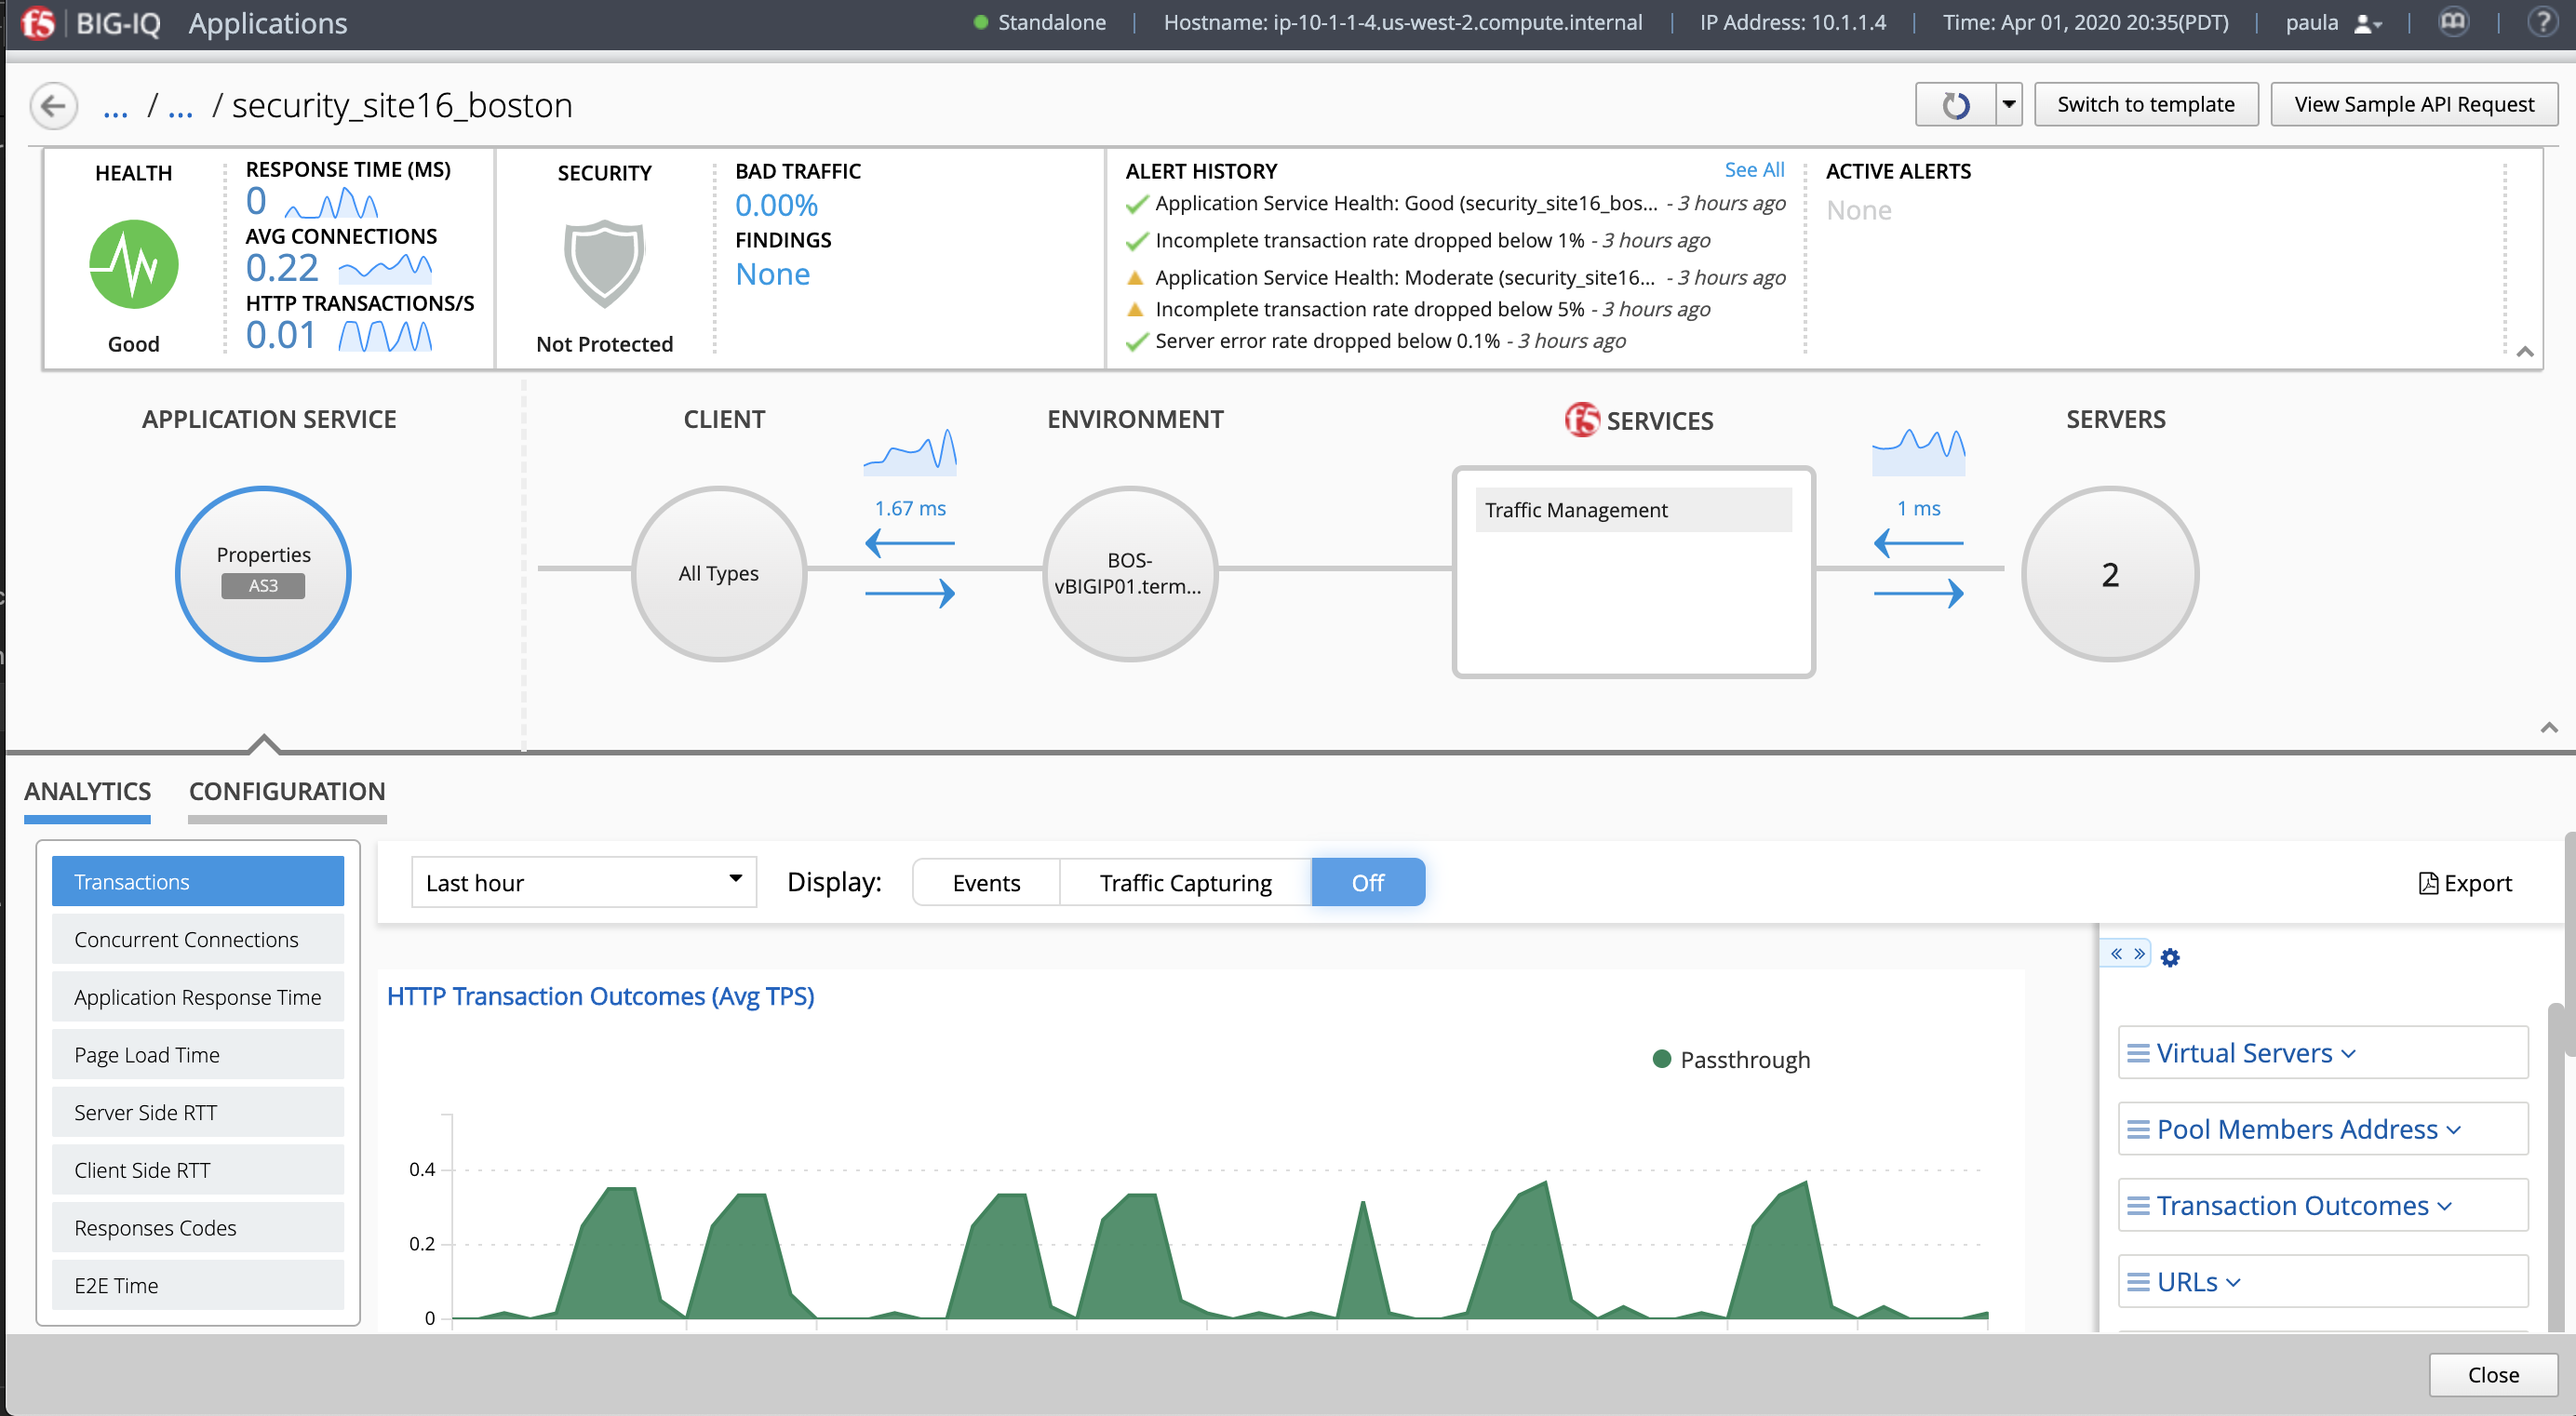 f5 BIG-IQ Applications Standalone Hostname: ip-10-1-1-4.us-west-2.compute.internal IP Address: 10.1.1.4 Time: Apr 01, 2020 20:35(PDT) paula ?
... / ... / security_site16_boston Switch to template View Sample API Request
HEALTH
Good
RESPONSE TIME (MS)
0
AVG CONNECTIONS
0.22
HTTP TRANSACTIONS/S
0.01
SECURITY
Not Protected
BAD TRAFFIC
0.00%
FINDINGS
None
ALERT HISTORY See All
Application Service Health: Good (security_site16_bos... - 3 hours ago
Incomplete transaction rate dropped below 1% - 3 hours ago
Application Service Health: Moderate (security_site16... - 3 hours ago
Incomplete transaction rate dropped below 5% - 3 hours ago
Server error rate dropped below 0.1% - 3 hours ago
ACTIVE ALERTS
None
APPLICATION SERVICE CLIENT ENVIRONMENT f5 SERVICES SERVERS
Properties
AS3
All Types
1.67 ms
BOS-
vBIGIP01.term...
Traffic Management
1 ms
2
ANALYTICS CONFIGURATION
Transactions
Concurrent Connections
Application Response Time
Page Load Time
Server Side RTT
Client Side RTT
Responses Codes
E2E Time
Last hour Display: Events Traffic Capturing Off Export
HTTP Transaction Outcomes (Avg TPS)
Passthrough
0.4
0.2
0
« »
Virtual Servers
Pool Members Address
Transaction Outcomes
URLs
Close